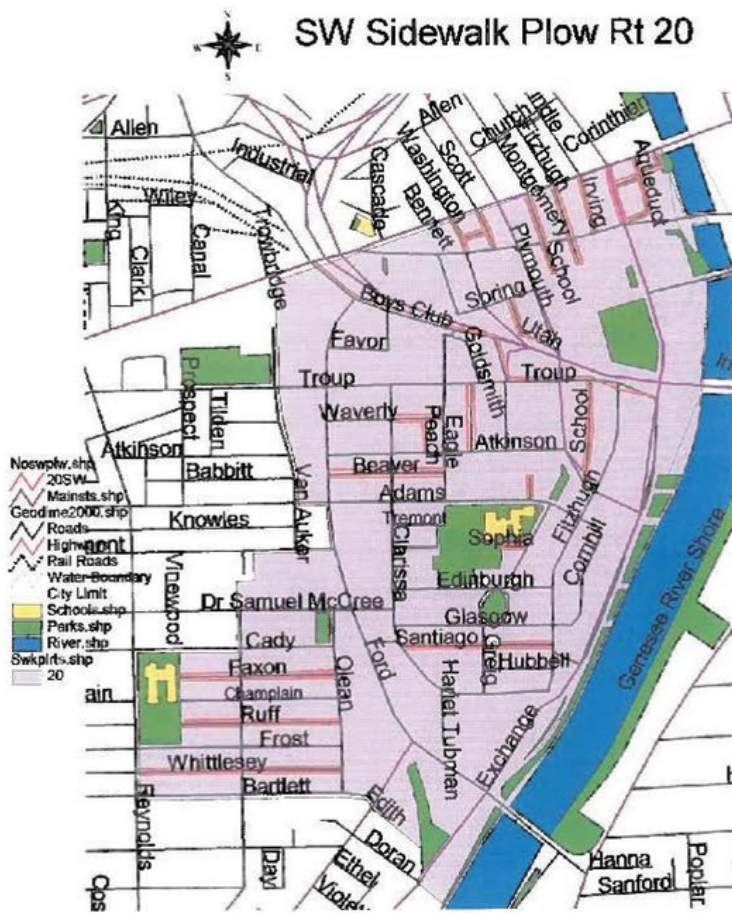 SW Sidewalk Plow Rt 20
N
W
E
S
Allen
Industrial
Wiley
King
Clark
Canal
Trowbridge
Cascade
Allen
Scott
Washington
Bennett
Church
Fitzhugh
Montgomery
Corinthian
Irving
Aqueduct
School
Plymouth
Spring
Boys Club
Utah
Favor
Goldsmith
Troup
Troup
Prospect
Tilden
Waverly
Peach
Eagle
Atkinson
School
Atkinson
Babbitt
Beaver
Van Auker
Adams
Knowles
Tremont
Clarissa
Sophia
Fitzhugh
Cornhill
Edinburgh
Vinewood
Dr Samuel McCree
Glasgow
Cady
Santiago
Greig
Hubbell
Ford
Olean
Faxon
Champlain
Ruff
Frost
Whittlesey
Bartlett
Hariet Tubman
Exchange
Genesee River Shore
Edith
Reynolds
Doran
Day
Ethel
Hanna
Sanford
Poplar
ain
Noswplw.shp
20SW
Mainsts.shp
Geodime2000.shp
Roads
Rail Roads
Water Boundary
City Limit
Schools.shp
Parks.shp
River.shp
Swkplrts.shp
20